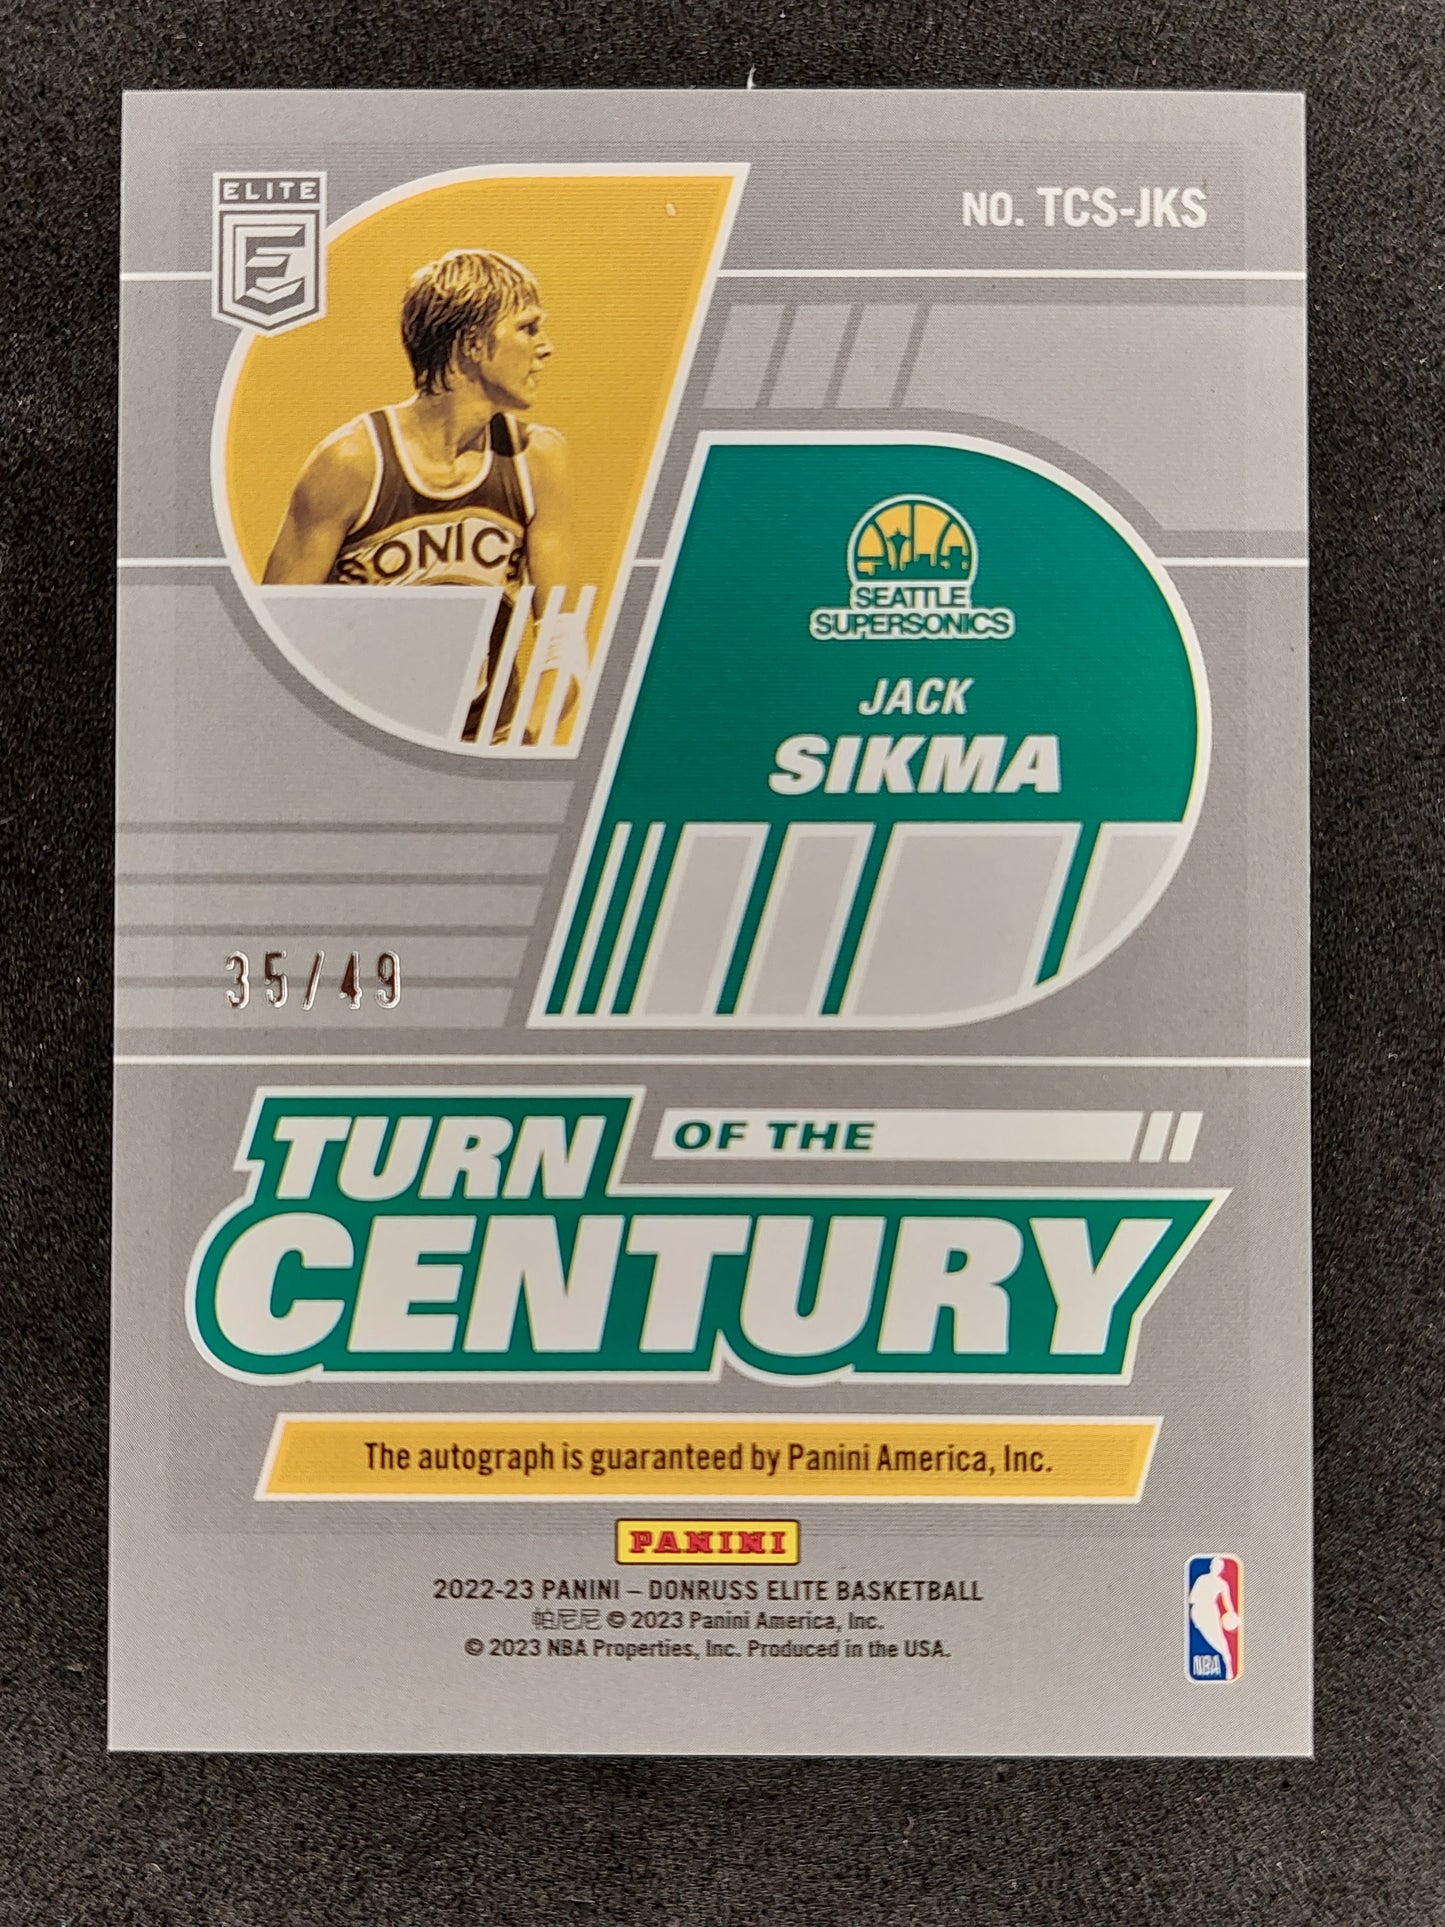 ELITE
E
NO. TCS-JKS
SONICS
SEATTLE
SUPERSONICS
JACK
SIKMA
35/49
TURN OF THE
CENTURY
The autograph is guaranteed by Panini America, Inc.
PANINI
2022-23 PANINI – DONRUSS ELITE BASKETBALL
帕尼尼 © 2023 Panini America, Inc.
© 2023 NBA Properties, Inc. Produced in the USA.
NBA